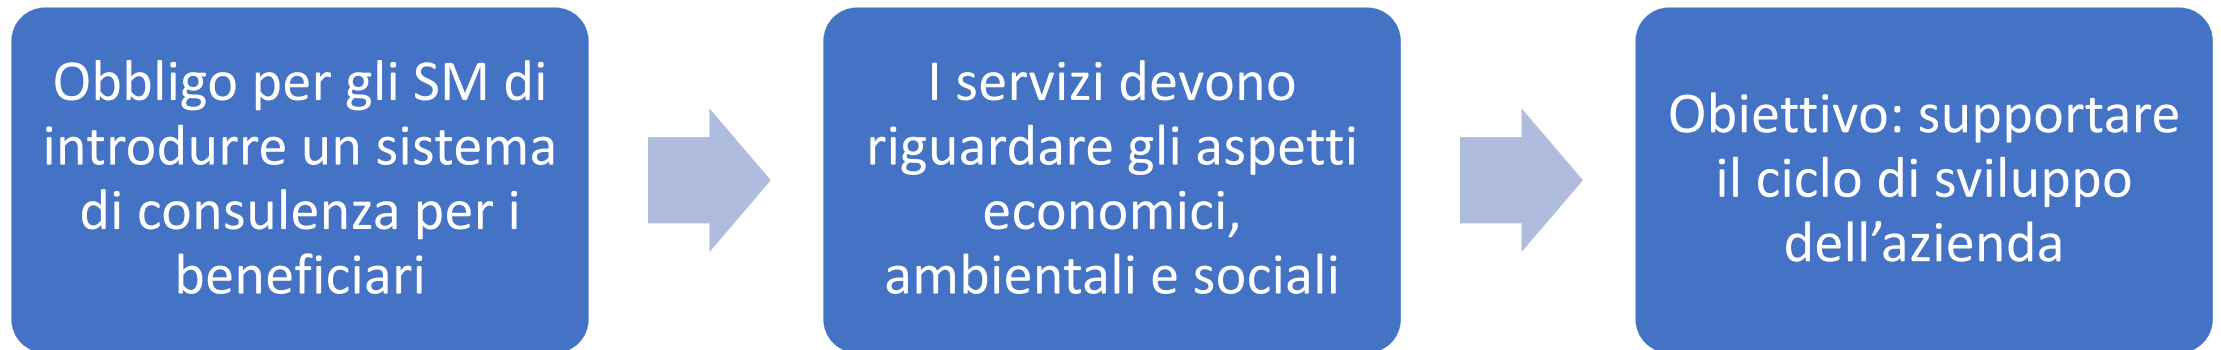 Obbligo per gli SM di
introdurre un sistema
di consulenza per i
beneficiari
I servizi devono
riguardare gli aspetti
economici,
ambientali e sociali
Obiettivo: supportare
il ciclo di sviluppo
dell’azienda